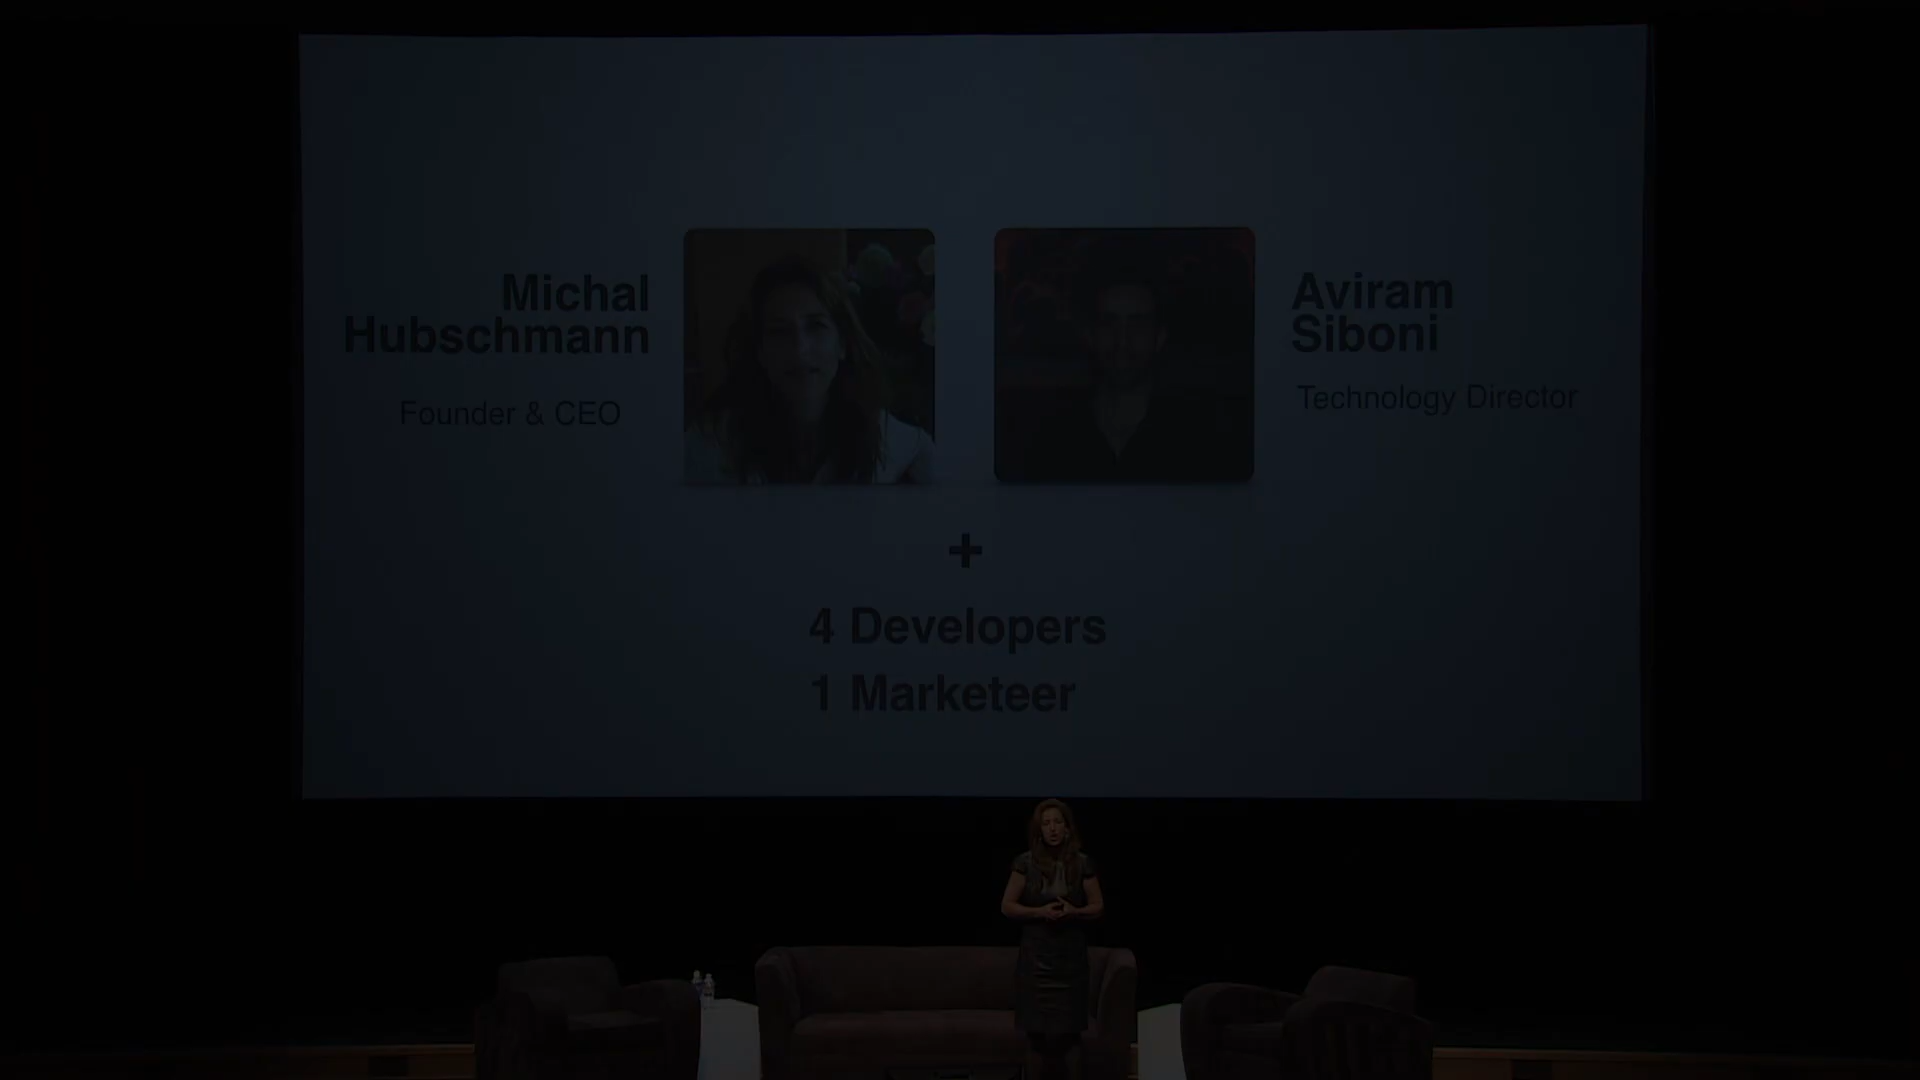 Michal
Hubschmann
Founder & CEO
Aviram
Siboni
Technology Director
+
4 Developers
1 Marketeer